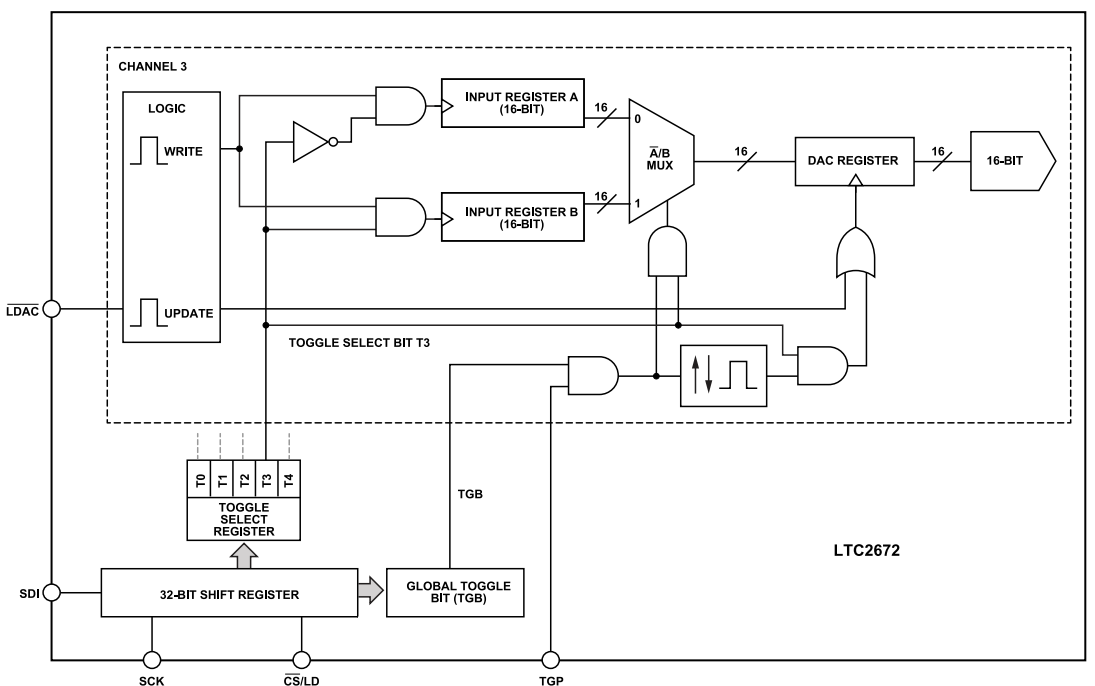 CHANNEL 3
LOGIC
WRITE
UPDATE
INPUT REGISTER A
(16-BIT)
16
0
A̅/B
MUX
16
DAC REGISTER
16
16-BIT
INPUT REGISTER B
(16-BIT)
16
1
L̅D̅A̅C̅
TOGGLE SELECT BIT T3
T0
T1
T2
T3
T4
TOGGLE
SELECT
REGISTER
TGB
LTC2672
SDI
32-BIT SHIFT REGISTER
GLOBAL TOGGLE
BIT (TGB)
SCK
C̅S̅/LD
TGP